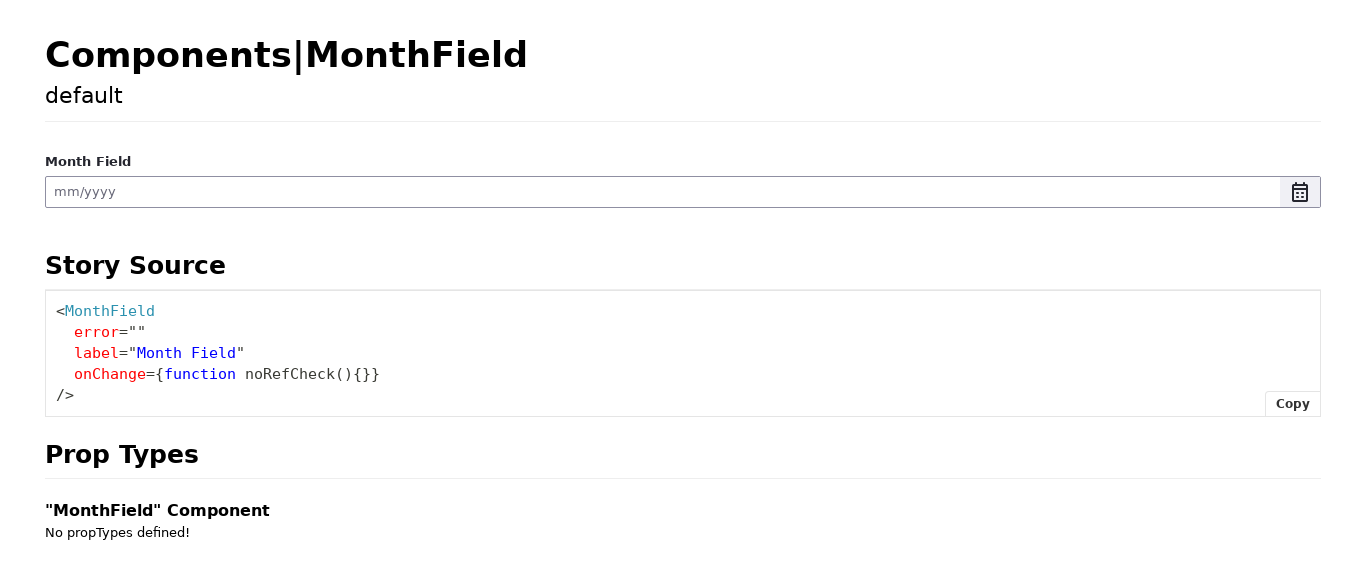 Components|MonthField
default
Month Field
mm/yyyy
Story Source
<MonthField
  error=""
  label="Month Field"
  onChange={function noRefCheck(){}}
/>
Copy
Prop Types
"MonthField" Component
No propTypes defined!